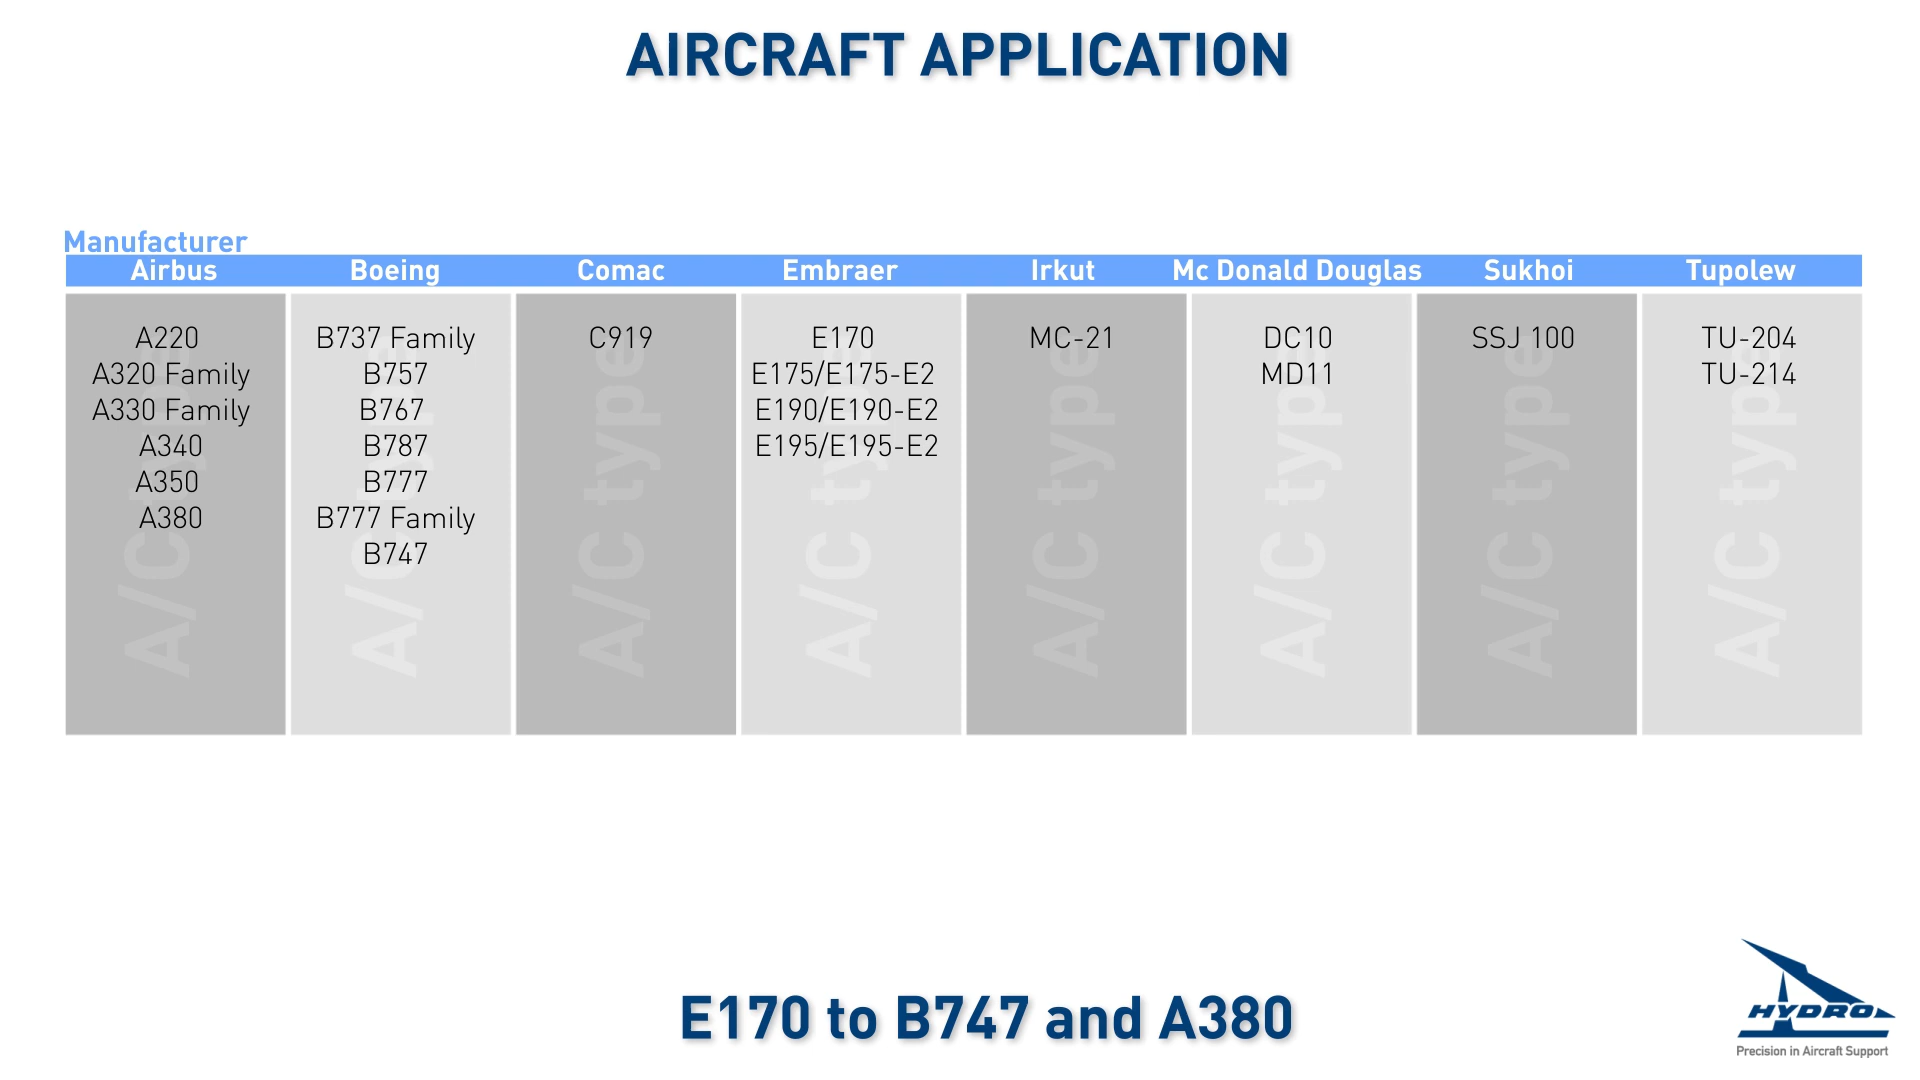 AIRCRAFT APPLICATION
Manufacturer
Airbus Boeing Comac Embraer Irkut Mc Donald Douglas Sukhoi Tupolew
A220 B737 Family C919 E170 MC-21 DC10 SSJ 100 TU-204
A320 Family B757 E175/E175-E2 MD11 TU-214
A330 Family B767 E190/E190-E2
A340 B787 E195/E195-E2
A350 B777
A380 B777 Family
B747
A/C type A/C type A/C type A/C type A/C type A/C type A/C type A/C type
E170 to B747 and A380
HYDRO
Precision in Aircraft Support